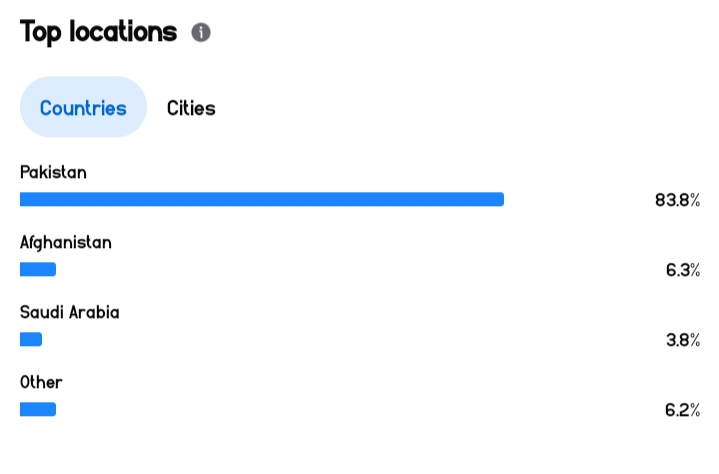 Top locations
Countries Cities
Pakistan
83.8%
Afghanistan
6.3%
Saudi Arabia
3.8%
Other
6.2%